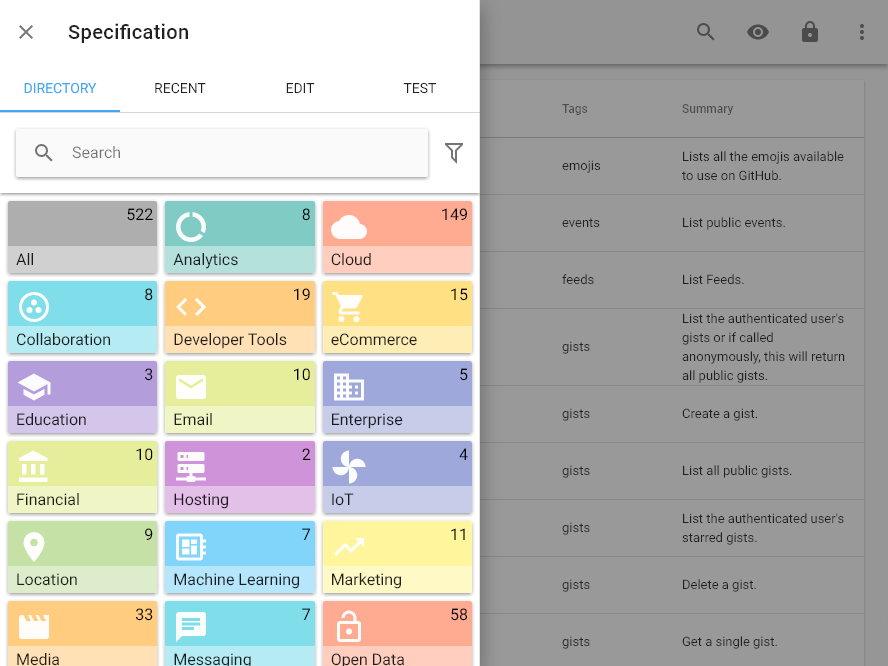 Specification
DIRECTORY
RECENT
EDIT
TEST
Search
522
All
8
Analytics
149
Cloud
8
Collaboration
19
Developer Tools
15
eCommerce
3
Education
10
Email
5
Enterprise
10
Financial
2
Hosting
4
IoT
9
Location
7
Machine Learning
11
Marketing
33
Media
7
Messaging
58
Open Data
Tags
Summary
emojis
Lists all the emojis available
to use on GitHub.
events
List public events.
feeds
List Feeds.
gists
List the authenticated user's
gists or if called
anonymously, this will return
all public gists.
gists
Create a gist.
gists
List all public gists.
gists
List the authenticated user's
starred gists.
gists
Delete a gist.
gists
Get a single gist.